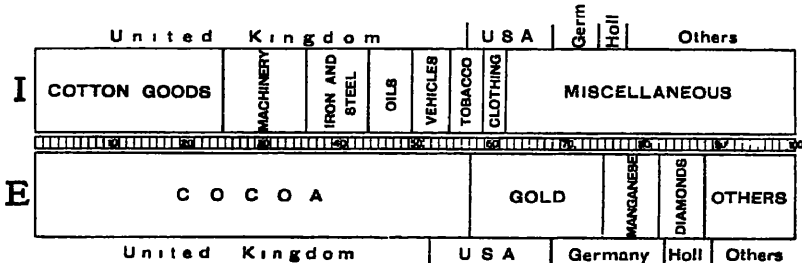 United Kingdom USA Germ Holl Others
I COTTON GOODS MACHINERY IRON AND STEEL OILS VEHICLES TOBACCO CLOTHING MISCELLANEOUS
10 20 30 40 50 60 70 80 100
E COCOA GOLD MANGANESE DIAMONDS OTHERS
United Kingdom USA Germany Holl Others